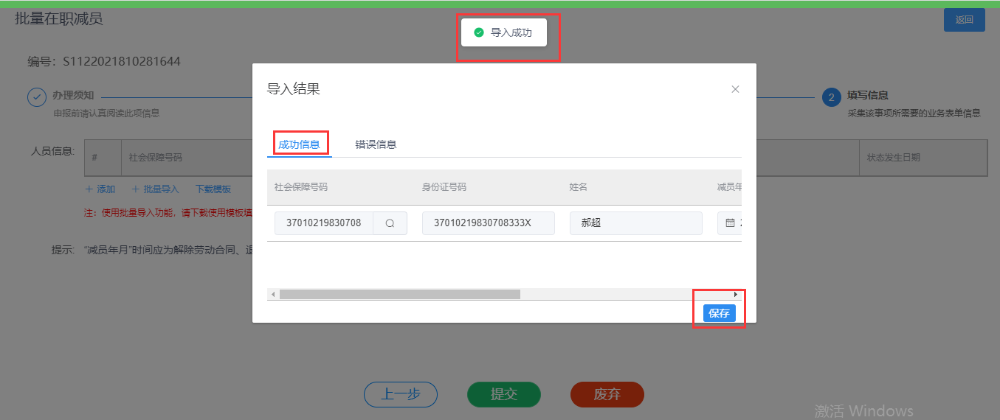 批量在职减员
返回
导入成功
编号：S1122021810281644
导入结果
办理须知
申报前请认真阅读此项信息
2 填写信息
采集该事项所需要的业务表单信息
成功信息 错误信息
人员信息:
# 社会保障号码
状态发生日期
社会保障号码 身份证号码 姓名 减员年
+ 添加 + 批量导入 下载模板
注：使用批量导入功能，请下载使用模板填
37010219830708 37010219830708333X 郝超
提示: “减员年月”时间应为解除劳动合同、退
保存
上一步 提交 废弃
激活 Windows